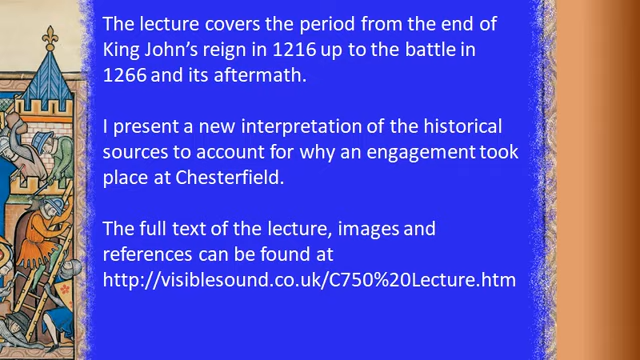 The lecture covers the period from the end of
King John’s reign in 1216 up to the battle in
1266 and its aftermath.
I present a new interpretation of the historical
sources to account for why an engagement took
place at Chesterfield.
The full text of the lecture, images and
references can be found at
http://visiblesound.co.uk/C750%20Lecture.htm